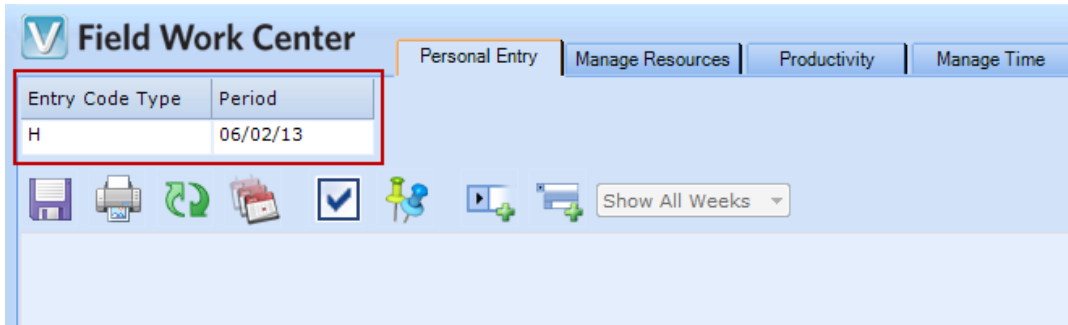 V Field Work Center
Personal Entry Manage Resources Productivity Manage Time
Entry Code Type Period
H 06/02/13
Show All Weeks